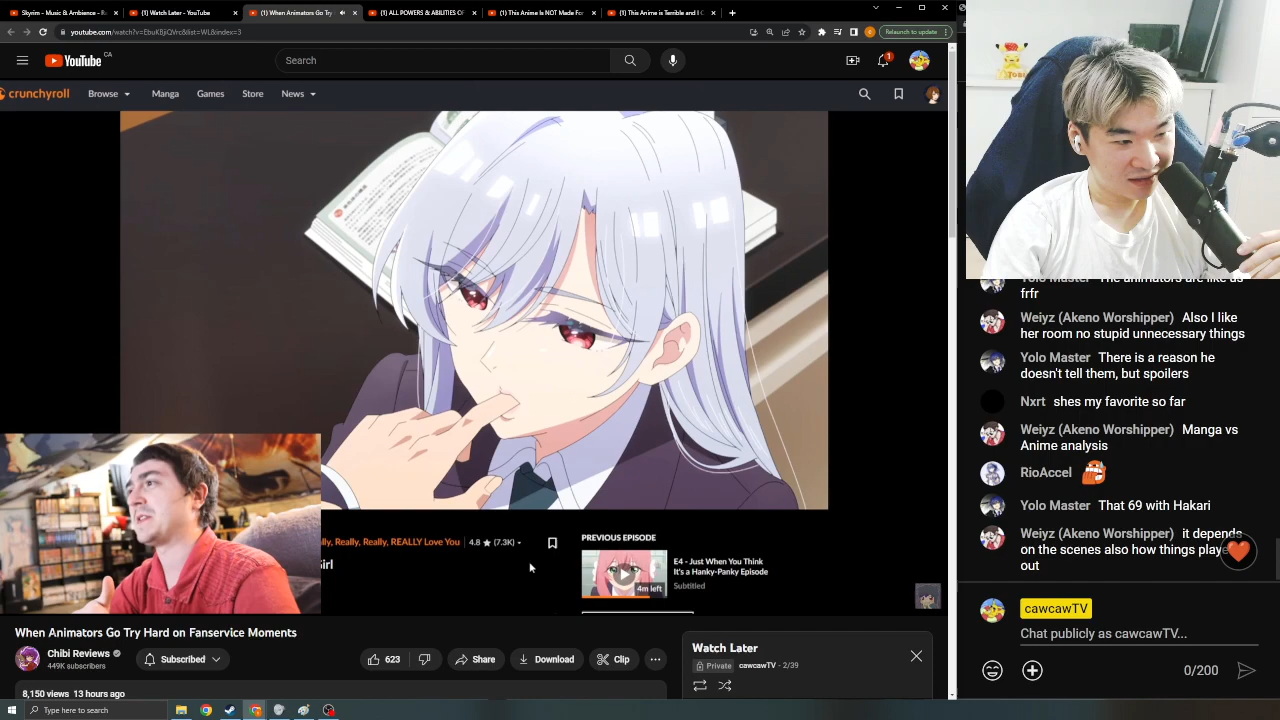 Skyrim - Music & Ambience - R
(1) Watch Later - YouTube
(1) When Animators Go Try
(1) ALL POWERS & ABILITIES OF
(1) This Anime Is NOT Made For
(1) This Anime is Terrible and I C
youtube.com/watch?v=EbuKBjiQVrc&list=WL&index=3
Relaunch to update
YouTube CA
Search
1
crunchyroll
Browse
Manga
Games
Store
News
lly, Really, Really, REALLY Love You
4.8 ★ (7.3K)
irl
PREVIOUS EPISODE
E4 - Just When You Think
It's a Hanky-Panky Episode
Subtitled
4m left
When Animators Go Try Hard on Fanservice Moments
Chibi Reviews
449K subscribers
Subscribed
623
Share
Download
Clip
8,150 views 13 hours ago
Watch Later
Private
cawcawTV - 2/39
Type here to search
TOBI
frfr
Weiyz (Akeno Worshipper) Also I like
her room no stupid unnecessary things
Yolo Master There is a reason he
doesn't tell them, but spoilers
Nxrt shes my favorite so far
Weiyz (Akeno Worshipper) Manga vs
Anime analysis
RioAccel
Yolo Master That 69 with Hakari
Weiyz (Akeno Worshipper) it depends
on the scenes also how things play
out
cawcawTV
Chat publicly as cawcawTV...
0/200